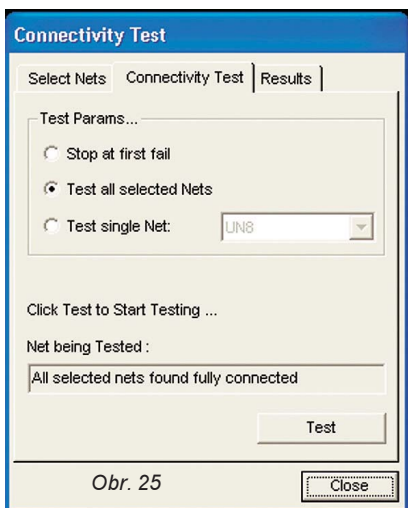 Connectivity Test
Select Nets Connectivity Test Results
Test Params...
Stop at first fail
Test all selected Nets
Test single Net: UN8
Click Test to Start Testing ...
Net being Tested :
All selected nets found fully connected
Test
Obr. 25 Close